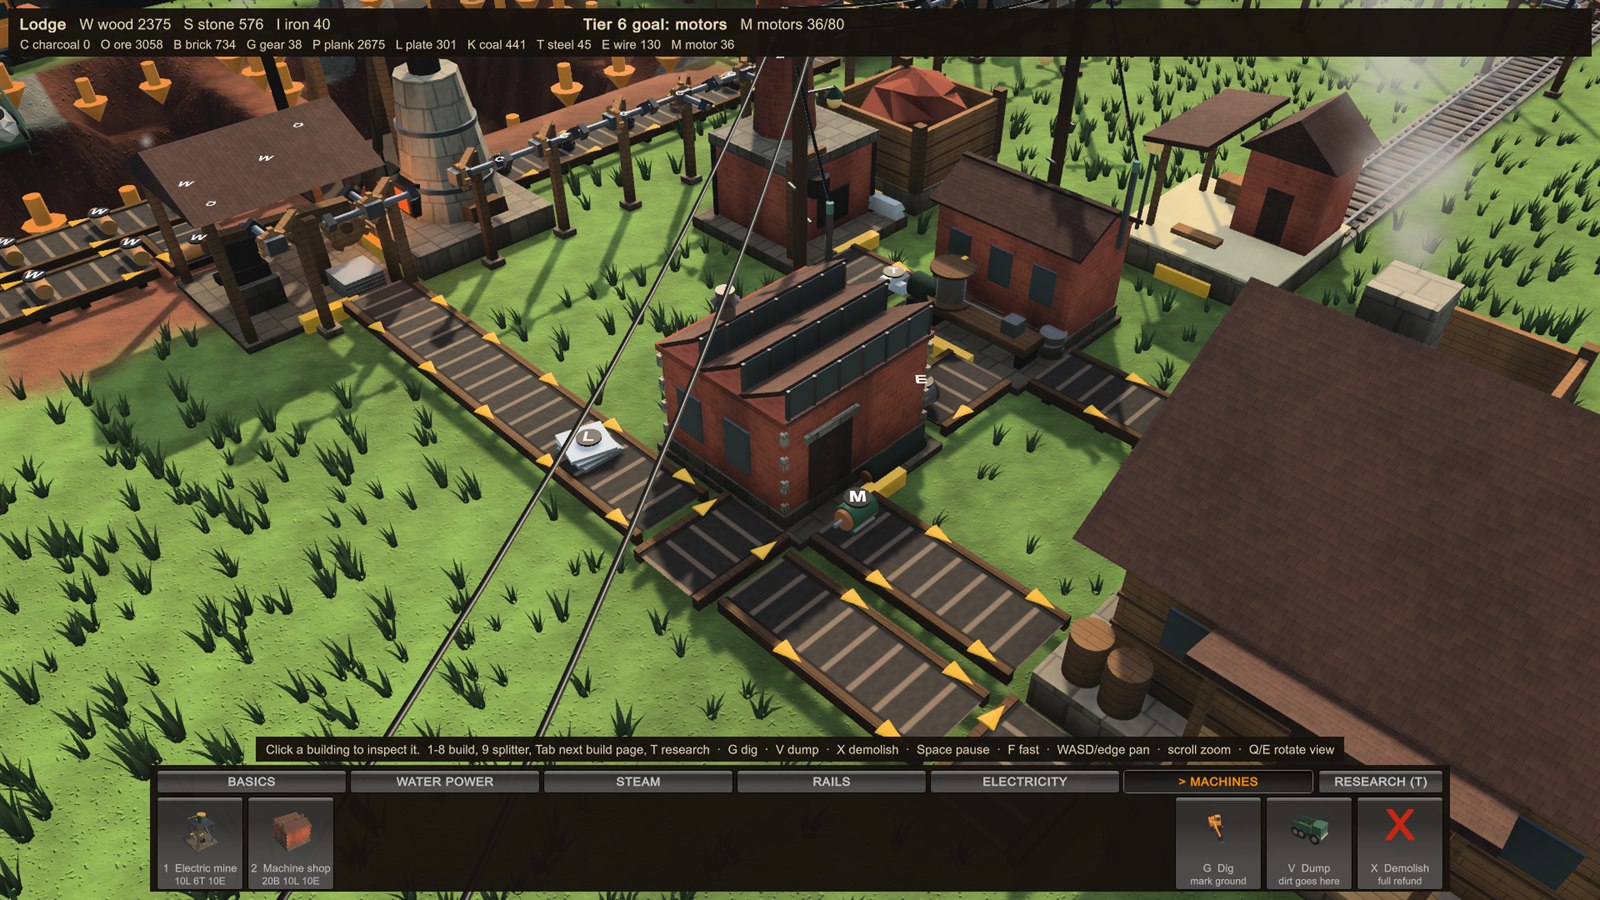 Lodge W wood 2375 S stone 576 I iron 40
Tier 6 goal: motors M motors 36/80
C charcoal 0 O ore 3058 B brick 734 G gear 38 P plank 2675 L plate 301 K coal 441 T steel 45 E wire 130 M motor 36
C
W
W
W
W
W
W
W
T
E
L
M
Click a building to inspect it. 1-8 build, 9 splitter, Tab next build page, T research · G dig · V dump · X demolish · Space pause · F fast · WASD/edge pan · scroll zoom · Q/E rotate view
BASICS
WATER POWER
STEAM
RAILS
ELECTRICITY
> MACHINES
RESEARCH (T)
1 Electric mine
10L 6T 10E
2 Machine shop
20B 10L 10E
G Dig
mark ground
V Dump
dirt goes here
X Demolish
full refund